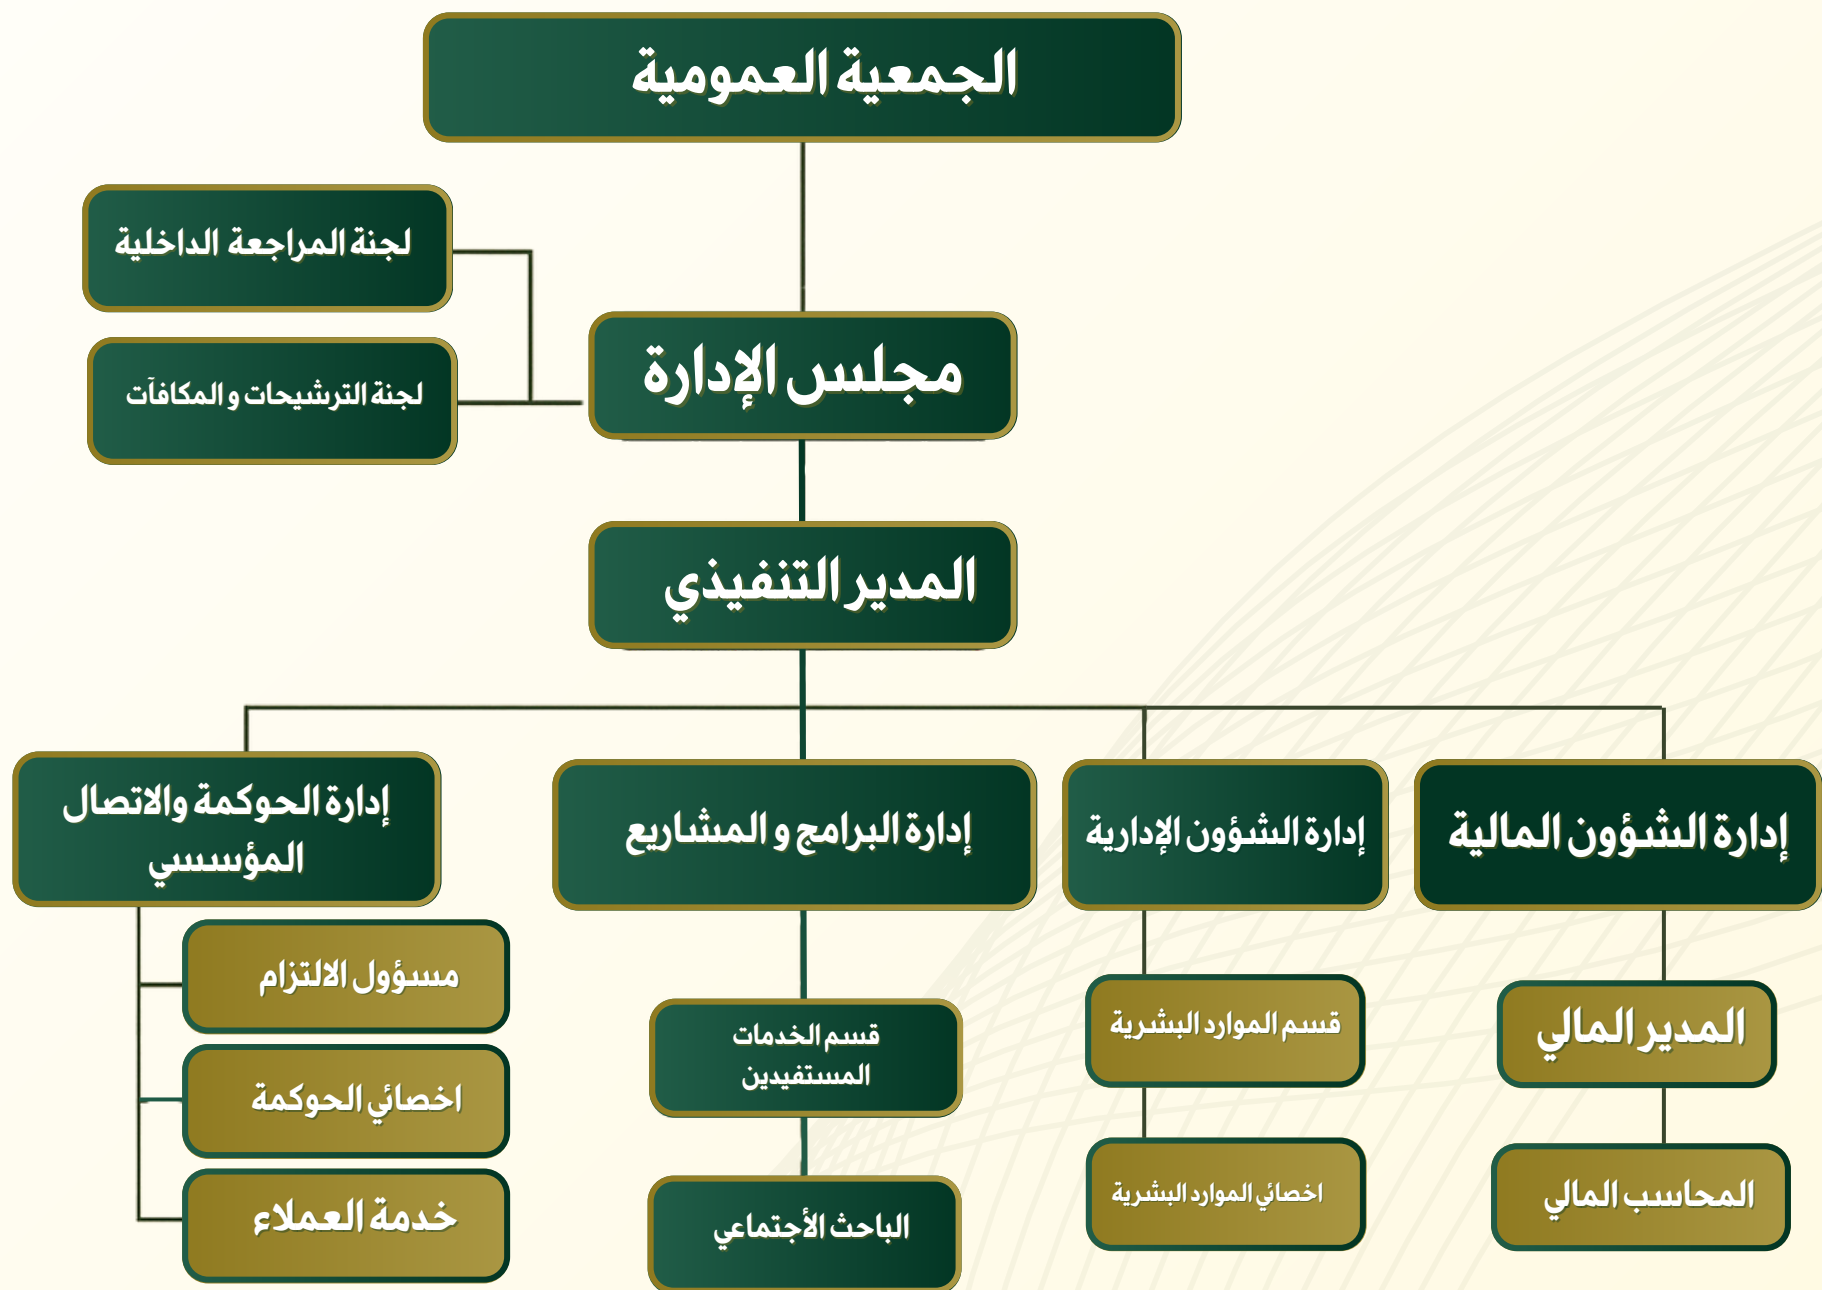 الجمعية العمومية
لجنة المراجعة الداخلية
لجنة الترشيحات و المكافآت
مجلس الإدارة
المدير التنفيذي
إدارة الشؤون المالية
إدارة الشؤون الإدارية
إدارة البرامج و المشاريع
إدارة الحوكمة والاتصال
المؤسسي
المدير المالي
المحاسب المالي
قسم الموارد البشرية
اخصائي الموارد البشرية
قسم الخدمات
المستفيدين
الباحث الأجتماعي
مسؤول الالتزام
اخصائي الحوكمة
خدمة العملاء